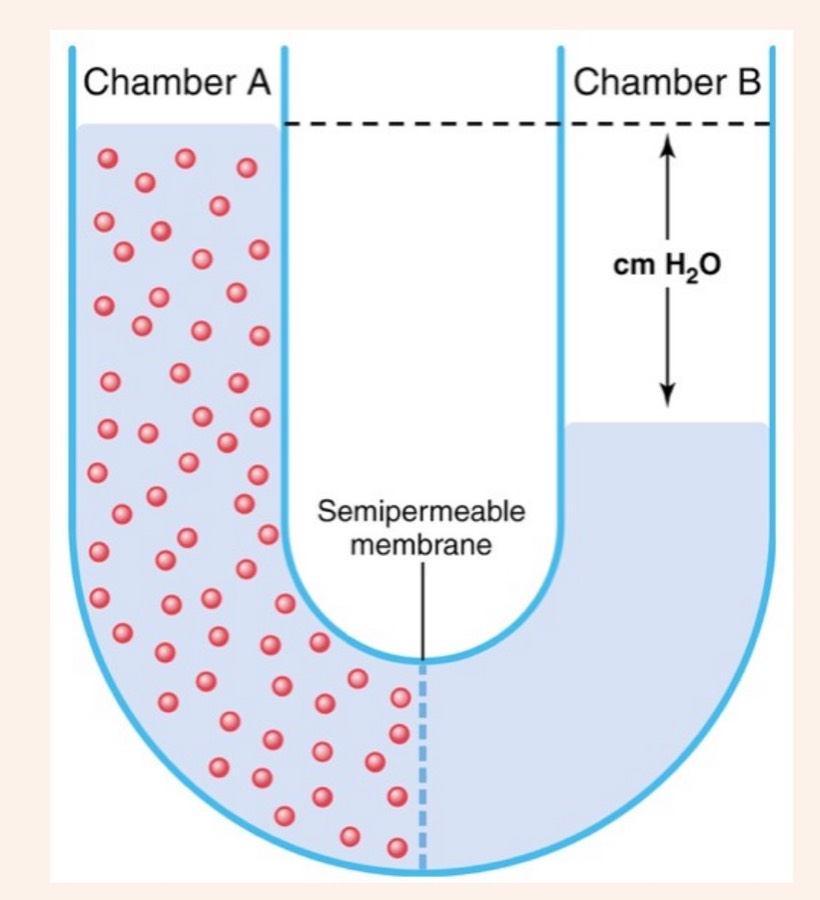 Chamber A
Chamber B
cm H₂O
Semipermeable
membrane